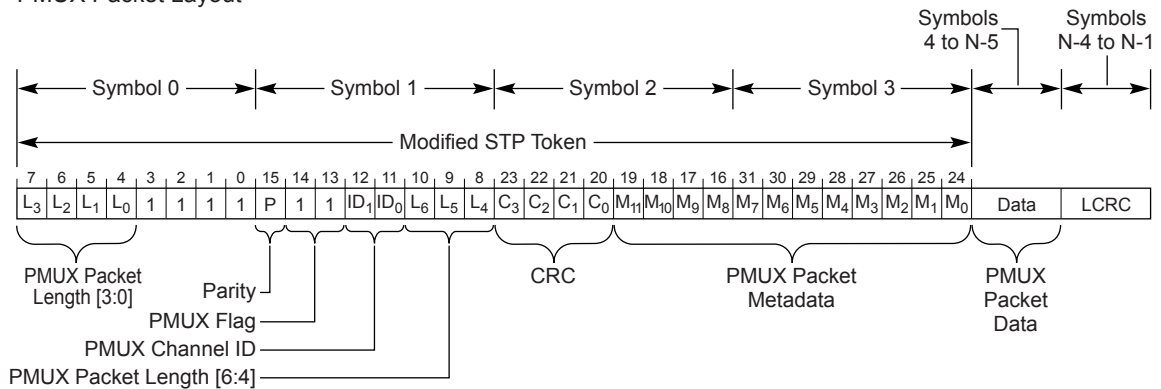 PMUX Packet Layout
Symbols
4 to N-5
Symbols
N-4 to N-1
Symbol 0
Symbol 1
Symbol 2
Symbol 3
Modified STP Token
7 6 5 4 3 2 1 0 15 14 13 12 11 10 9 8 23 22 21 20 19 18 17 16 31 30 29 28 27 26 25 24
L3 L2 L1 L0 1 1 1 1 P 1 1 ID1 ID0 L6 L5 L4 C3 C2 C1 C0 M11 M10 M9 M8 M7 M6 M5 M4 M3 M2 M1 M0 Data LCRC
PMUX Packet
Length [3:0]
Parity
PMUX Flag
PMUX Channel ID
PMUX Packet Length [6:4]
CRC
PMUX Packet
Metadata
PMUX
Packet
Data